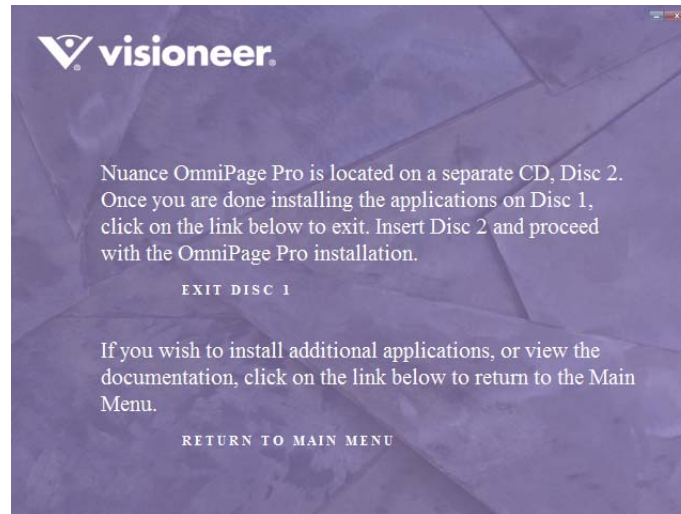 visioneer.
Nuance OmniPage Pro is located on a separate CD, Disc 2.
Once you are done installing the applications on Disc 1,
click on the link below to exit. Insert Disc 2 and proceed
with the OmniPage Pro installation.
EXIT DISC 1
If you wish to install additional applications, or view the
documentation, click on the link below to return to the Main
Menu.
RETURN TO MAIN MENU